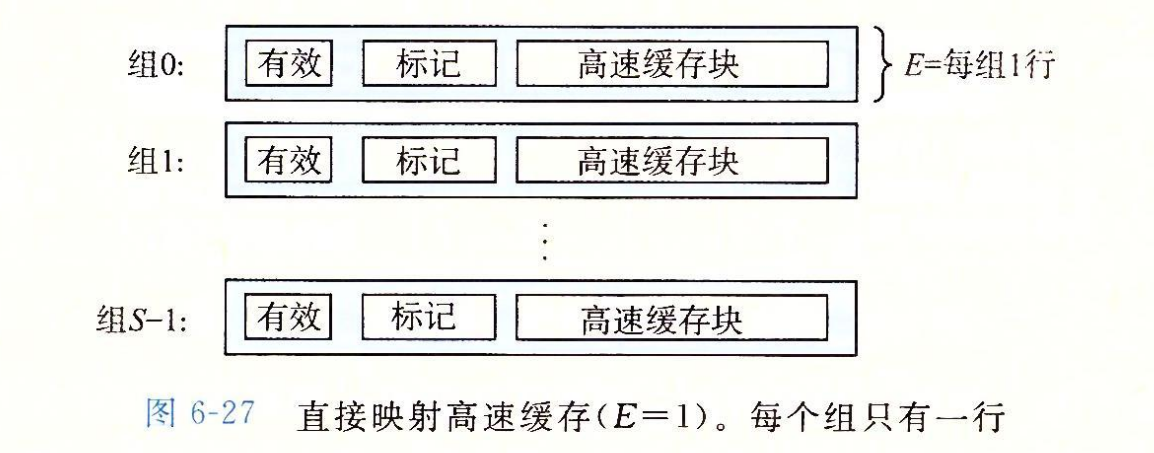 组0: 有效 标记 高速缓存块 E=每组1行
组1: 有效 标记 高速缓存块
⋮
组S-1: 有效 标记 高速缓存块
图 6-27 直接映射高速缓存(E=1)。每个组只有一行